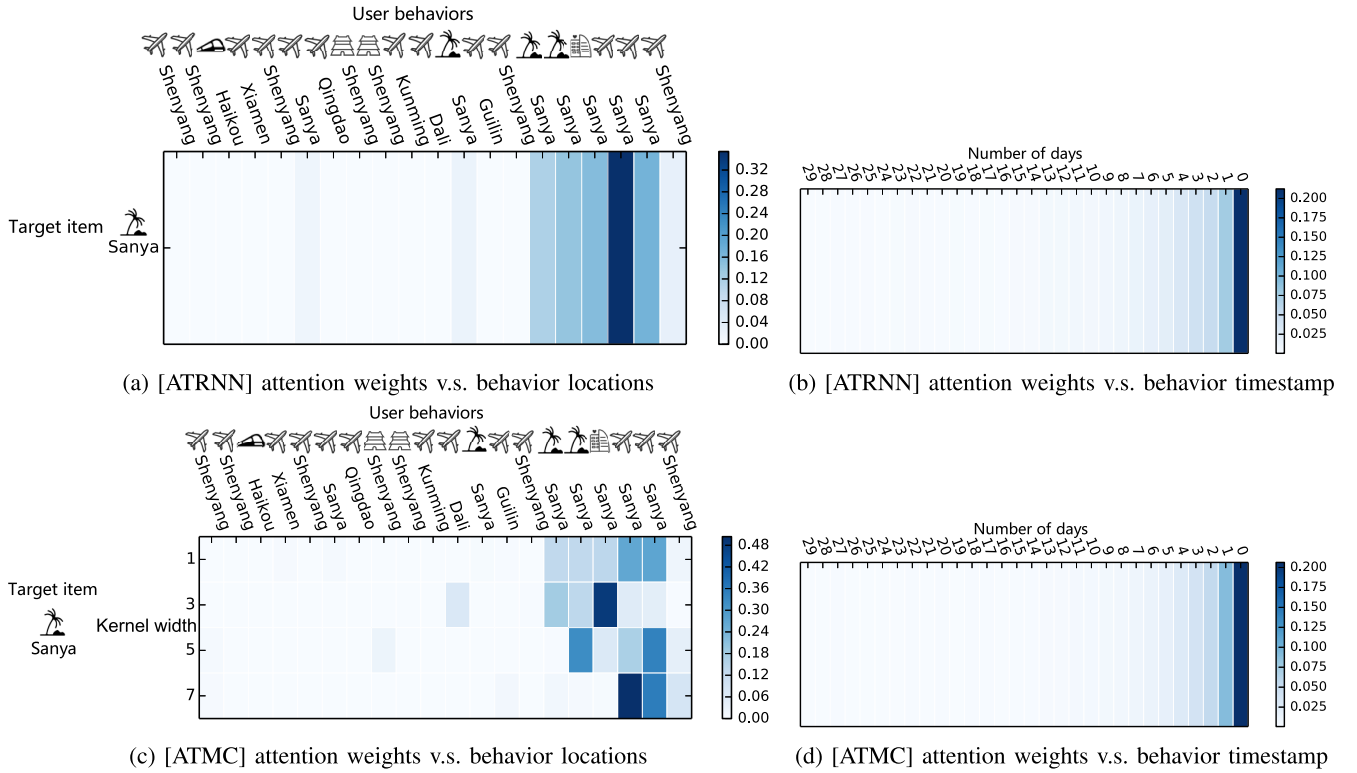 User behaviors
Shenyang
Shenyang
Haikou
Xiamen
Shenyang
Sanya
Qingdao
Shenyang
Shenyang
Kunming
Dali
Sanya
Guilin
Shenyang
Sanya
Sanya
Sanya
Sanya
Sanya
Shenyang
Target item
Sanya
0.32
0.28
0.24
0.20
0.16
0.12
0.08
0.04
0.00
(a) [ATRNN] attention weights v.s. behavior locations
Number of days
29 28 27 26 25 24 23 22 21 20 19 18 17 16 15 14 13 12 11 10 9 8 7 6 5 4 3 2 1 0
0.200
0.175
0.150
0.125
0.100
0.075
0.050
0.025
(b) [ATRNN] attention weights v.s. behavior timestamp
User behaviors
Shenyang
Shenyang
Haikou
Xiamen
Shenyang
Sanya
Qingdao
Shenyang
Shenyang
Kunming
Dali
Sanya
Guilin
Shenyang
Sanya
Sanya
Sanya
Sanya
Sanya
Shenyang
Target item
Sanya
Kernel width
1
3
5
7
0.48
0.42
0.36
0.30
0.24
0.18
0.12
0.06
0.00
(c) [ATMC] attention weights v.s. behavior locations
Number of days
29 28 27 26 25 24 23 22 21 20 19 18 17 16 15 14 13 12 11 10 9 8 7 6 5 4 3 2 1 0
0.200
0.175
0.150
0.125
0.100
0.075
0.050
0.025
(d) [ATMC] attention weights v.s. behavior timestamp